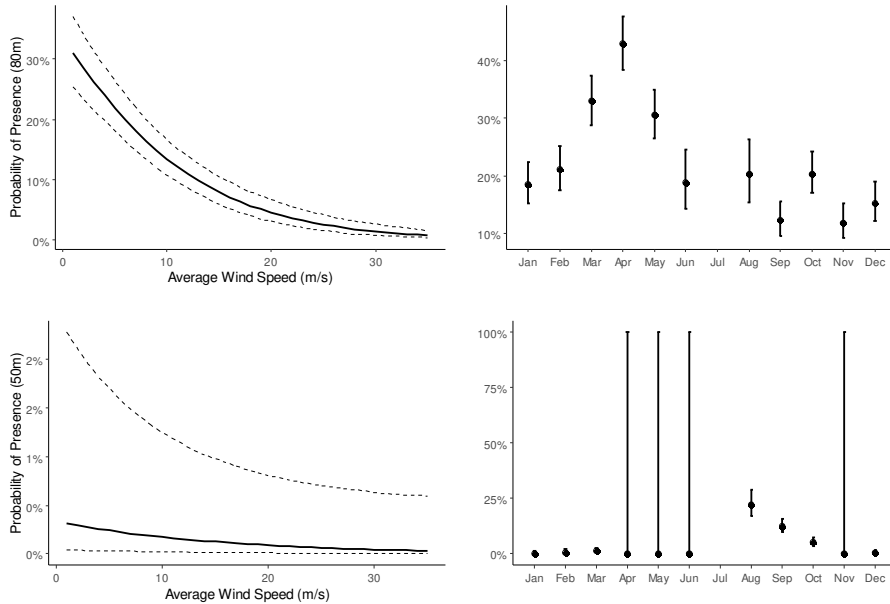 Probability of Presence (80m)
30%
20%
10%
0%
0 10 20 30
Average Wind Speed (m/s)
40%
30%
20%
10%
Jan Feb Mar Apr May Jun Jul Aug Sep Oct Nov Dec
Probability of Presence (50m)
2%
2%
1%
0%
0%
0 10 20 30
Average Wind Speed (m/s)
100%
75%
50%
25%
0%
Jan Feb Mar Apr May Jun Jul Aug Sep Oct Nov Dec